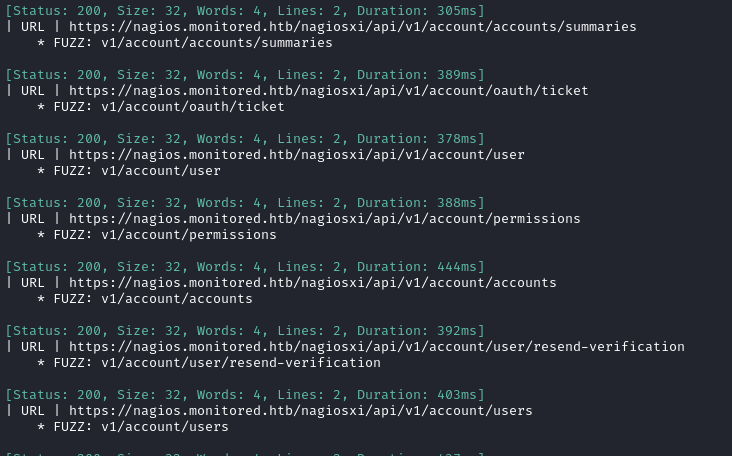 [Status: 200, Size: 32, Words: 4, Lines: 2, Duration: 305ms]
| URL | https://nagios.monitored.htb/nagiosxi/api/v1/account/accounts/summaries
    * FUZZ: v1/account/accounts/summaries

[Status: 200, Size: 32, Words: 4, Lines: 2, Duration: 389ms]
| URL | https://nagios.monitored.htb/nagiosxi/api/v1/account/oauth/ticket
    * FUZZ: v1/account/oauth/ticket

[Status: 200, Size: 32, Words: 4, Lines: 2, Duration: 378ms]
| URL | https://nagios.monitored.htb/nagiosxi/api/v1/account/user
    * FUZZ: v1/account/user

[Status: 200, Size: 32, Words: 4, Lines: 2, Duration: 388ms]
| URL | https://nagios.monitored.htb/nagiosxi/api/v1/account/permissions
    * FUZZ: v1/account/permissions

[Status: 200, Size: 32, Words: 4, Lines: 2, Duration: 444ms]
| URL | https://nagios.monitored.htb/nagiosxi/api/v1/account/accounts
    * FUZZ: v1/account/accounts

[Status: 200, Size: 32, Words: 4, Lines: 2, Duration: 392ms]
| URL | https://nagios.monitored.htb/nagiosxi/api/v1/account/user/resend-verification
    * FUZZ: v1/account/user/resend-verification

[Status: 200, Size: 32, Words: 4, Lines: 2, Duration: 403ms]
| URL | https://nagios.monitored.htb/nagiosxi/api/v1/account/users
    * FUZZ: v1/account/users